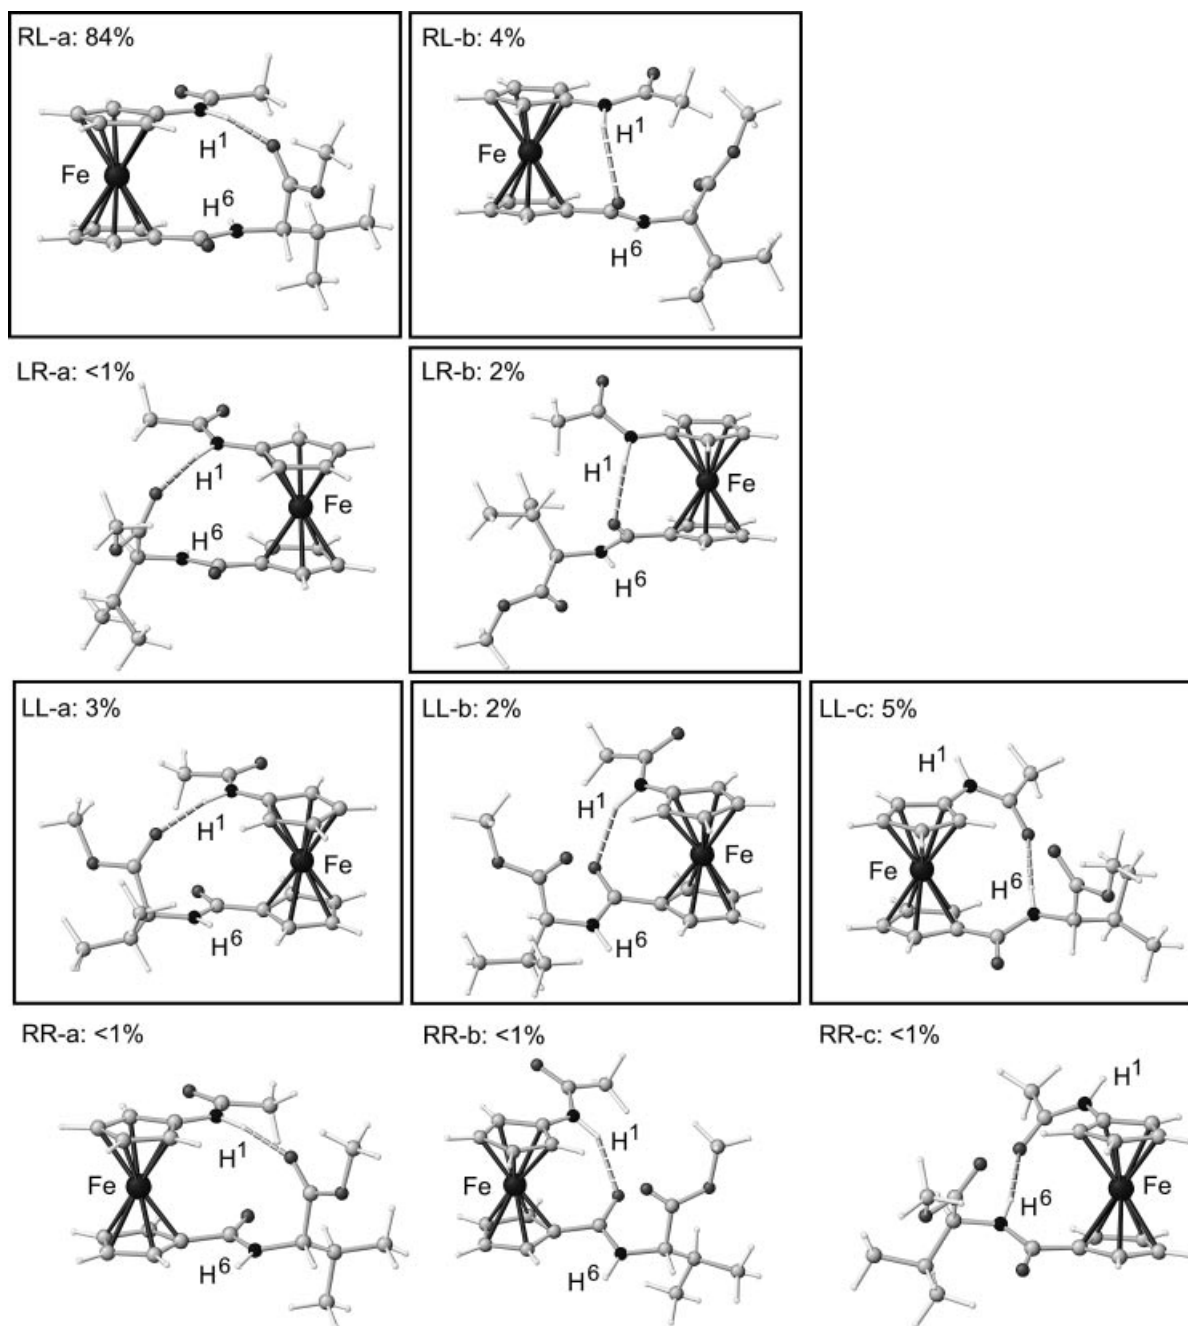 RL-a: 84%
H¹
Fe
H⁶
RL-b: 4%
H¹
Fe
H⁶
LR-a: <1%
H¹
Fe
H⁶
LR-b: 2%
H¹
Fe
H⁶
LL-a: 3%
H¹
Fe
H⁶
LL-b: 2%
H¹
Fe
H⁶
LL-c: 5%
H¹
Fe
H⁶
RR-a: <1%
H¹
Fe
H⁶
RR-b: <1%
H¹
Fe
H⁶
RR-c: <1%
H¹
Fe
H⁶